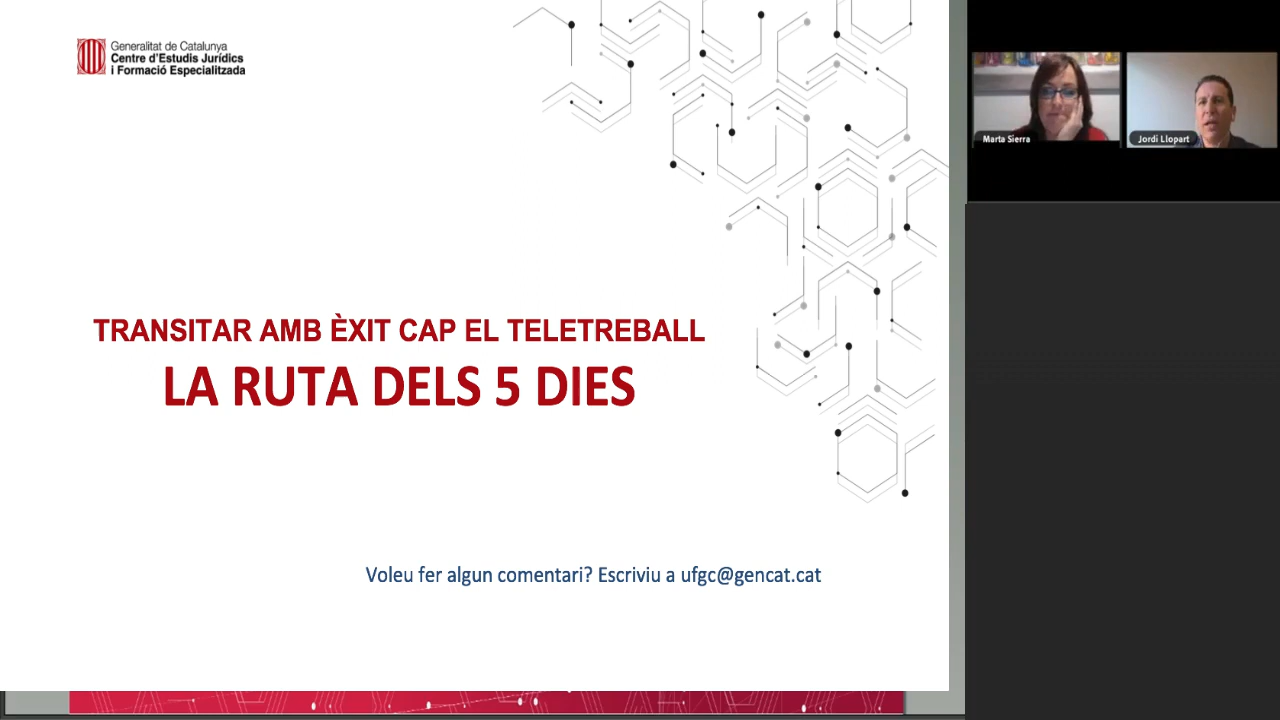 Generalitat de Catalunya
Centre d'Estudis Jurídics
i Formació Especialitzada
TRANSITAR AMB ÈXIT CAP EL TELETREBALL
LA RUTA DELS 5 DIES
Voleu fer algun comentari? Escriviu a ufgc@gencat.cat
Marta Sierra
Jordi Llopart